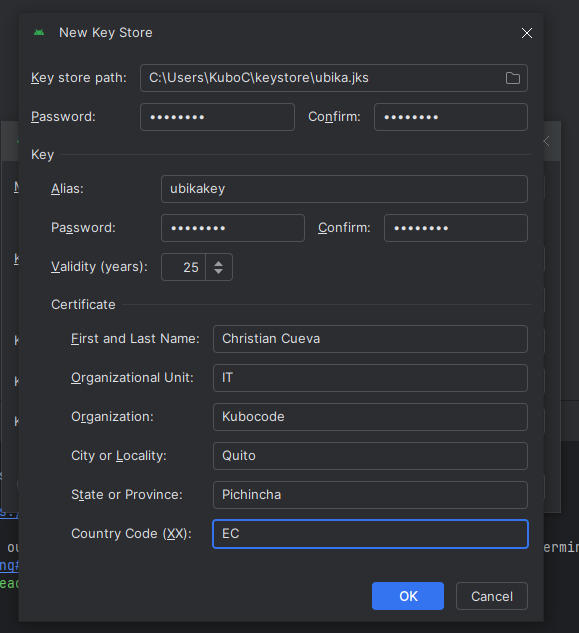 New Key Store
Key store path: C:\Users\KuboC\keystore\ubika.jks
Password: •••••••• Confirm: ••••••••
Key
Alias: ubikakey
Password: •••••••• Confirm: ••••••••
Validity (years): 25
Certificate
First and Last Name: Christian Cueva
Organizational Unit: IT
Organization: Kubocode
City or Locality: Quito
State or Province: Pichincha
Country Code (XX): EC
OK Cancel